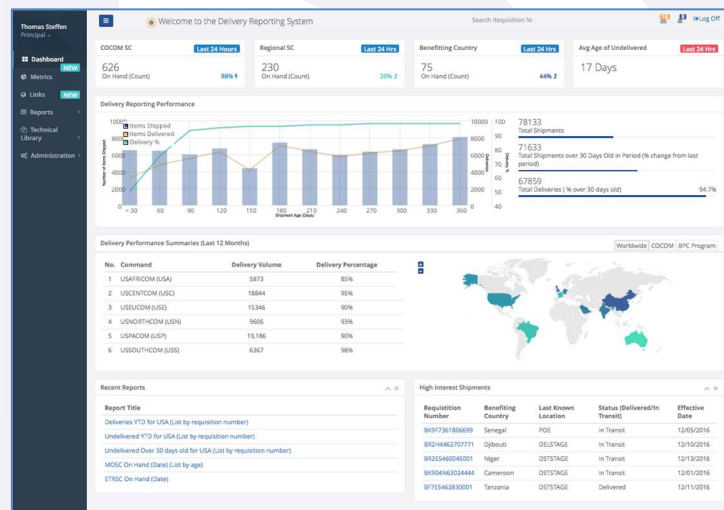 Thomas Steffen
Principal
Welcome to the Delivery Reporting System
Search Requisition №
Log Off
Dashboard
NEW
Metrics
Links NEW
Reports
Technical
Library
Administration
COCOM SC Last 24 Hours
626
On Hand (Count) 98%
Regional SC Last 24 Hrs
230
On Hand (Count) 20%
Benefitting Country Last 24 Hrs
75
On Hand (Count) 44%
Avg Age of Undelivered Last 24 Hrs
17 Days
Delivery Reporting Performance
Items Shipped
Items Delivered
Delivery %
Number of Items Shipped
10000
8000
6000
4000
2000
0
< 30 60 90 120 150 180 210 240 270 300 330 360
Shipment Age (Days)
10000
8000
6000
4000
2000
0
100
90
80
70
60
50
40
Delivery %
78133
Total Shipments
71633
Total Shipments over 30 Days Old in Period (% change from last
period)
67859
Total Deliveries ( % over 30 days old) 94.7%
Delivery Performance Summaries (Last 12 Months)
Worldwide COCOM BPC Program
No. Command Delivery Volume Delivery Percentage
1 USAFRICOM (USA) 5873 85%
2 USCENTCOM (USC) 18844 95%
3 USEUCOM (USE) 15346 90%
4 USNORTHCOM (USN) 9606 93%
5 USPACOM (USP) 19,186 90%
6 USSOUTHCOM (USS) 6367 98%
Recent Reports
Report Title
Deliveries YTD for USA (List by requisition number)
Undelivered YTD for USA (List by requisition number)
Undelivered Over 30 days old for USA (List by requisition number)
MOSC On Hand (Date) (List by age)
ETRSC On Hand (Date)
High Interest Shipments
Requistition Number Benefiting Country Last Known Location Status (Delivered/In Transit) Effective Date
BK9F7361806699 Senegal POE In Transit 12/05/2016
BR2H4462707771 Djibouti DELSTAGE In Transit 12/10/2016
BR2E5460045001 Niger DSTSTAGE In Transit 12/13/2016
BK904N63024444 Cameroon DSTSTAGE In Transit 12/01/2016
BF7E5462830001 Tanzania DSTSTAGE Delivered 12/11/2016